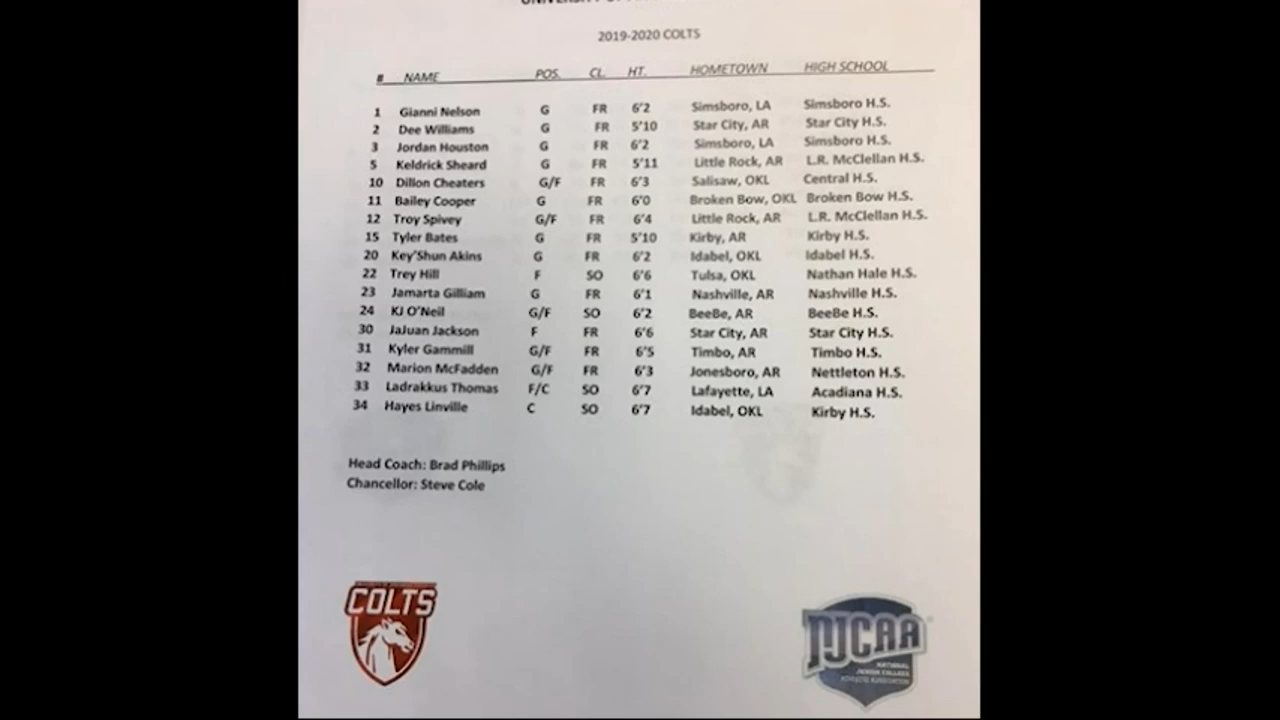 2019-2020 COLTS
# NAME POS. CL. HT. HOMETOWN HIGH SCHOOL
1 Gianni Nelson G FR 6'2 Simsboro, LA Simsboro H.S.
2 Dee Williams G FR 5'10 Star City, AR Star City H.S.
3 Jordan Houston G FR 6'2 Simsboro, LA Simsboro H.S.
5 Keldrick Sheard G FR 5'11 Little Rock, AR L.R. McClellan H.S.
10 Dillon Cheaters G/F FR 6'3 Salisaw, OKL Central H.S.
11 Bailey Cooper G FR 6'0 Broken Bow, OKL Broken Bow H.S.
12 Troy Spivey G/F FR 6'4 Little Rock, AR L.R. McClellan H.S.
15 Tyler Bates G FR 5'10 Kirby, AR Kirby H.S.
20 Key'Shun Akins G FR 6'2 Idabel, OKL Idabel H.S.
22 Trey Hill F SO 6'6 Tulsa, OKL Nathan Hale H.S.
23 Jamarta Gilliam G FR 6'1 Nashville, AR Nashville H.S.
24 KJ O'Neil G/F SO 6'2 BeeBe, AR BeeBe H.S.
30 JaJuan Jackson F FR 6'6 Star City, AR Star City H.S.
31 Kyler Gammill G/F FR 6'5 Timbo, AR Timbo H.S.
32 Marion McFadden G/F FR 6'3 Jonesboro, AR Nettleton H.S.
33 Ladrakkus Thomas F/C SO 6'7 Lafayette, LA Acadiana H.S.
34 Hayes Linville C SO 6'7 Idabel, OKL Kirby H.S.
Head Coach: Brad Phillips
Chancellor: Steve Cole
COLTS
NJCAA
NATIONAL
JUNIOR COLLEGE
ATHLETIC ASSOCIATION